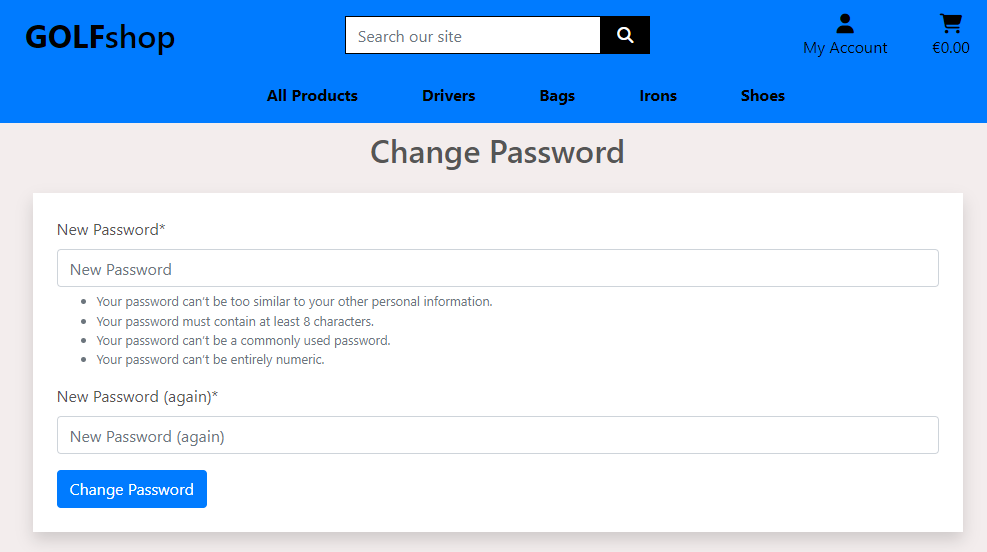 GOLFshop
Search our site
My Account
€0.00
All Products Drivers Bags Irons Shoes
Change Password
New Password*
New Password
Your password can't be too similar to your other personal information.
Your password must contain at least 8 characters.
Your password can't be a commonly used password.
Your password can't be entirely numeric.
New Password (again)*
New Password (again)
Change Password